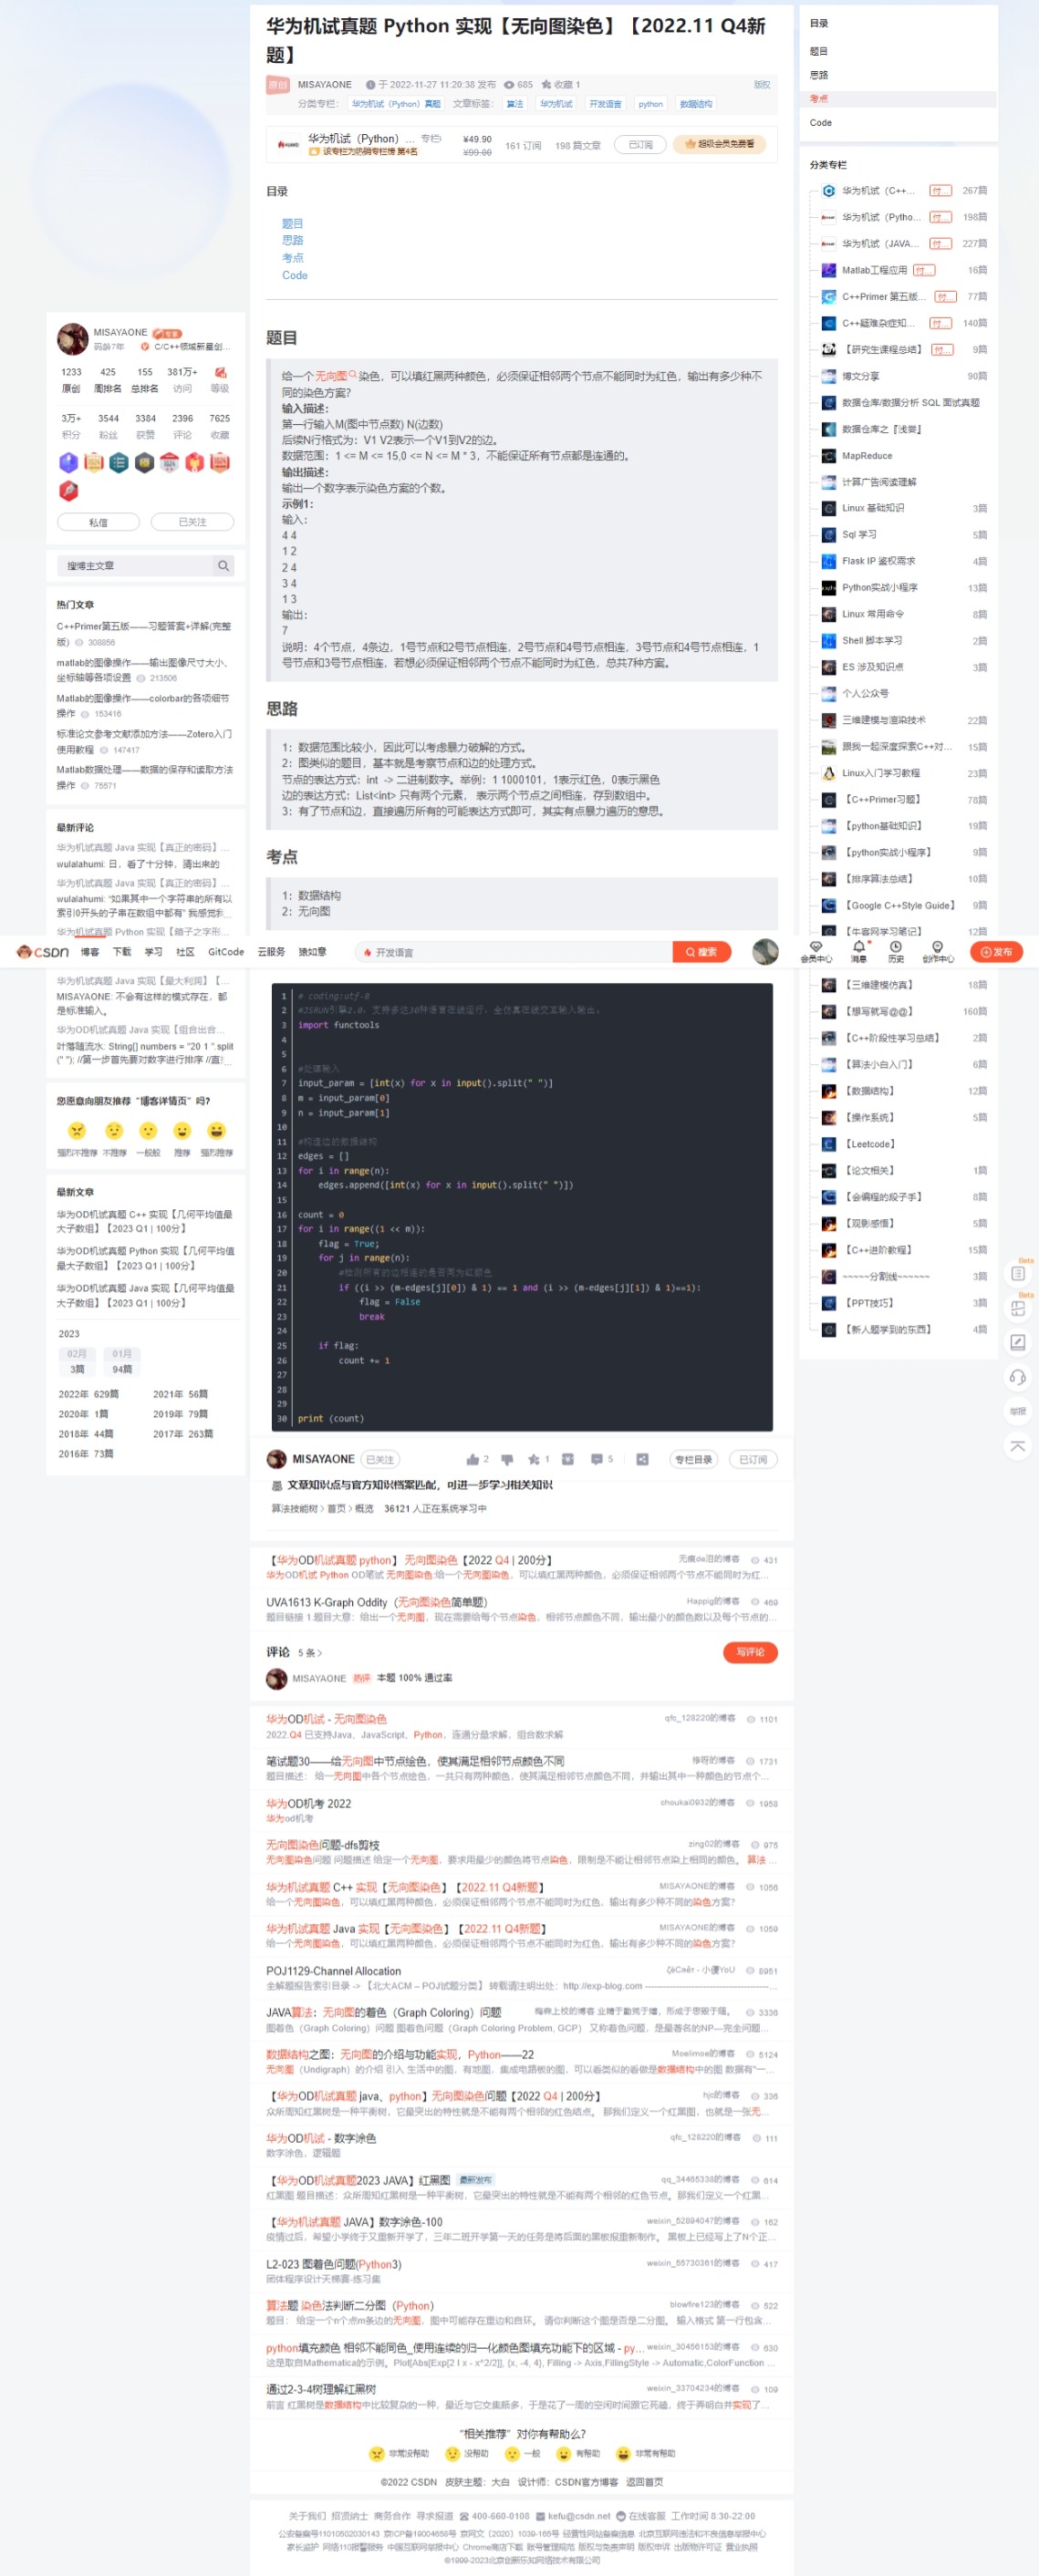 华为机试真题 Python 实现【无向图染色】【2022.11 Q4新
题】
原创 MISAYAONE 于 2022-11-27 11:20:38 发布 685 收藏 1 版权
分类专栏： 华为机试（Python）真题 文章标签： 算法 华为机试 开发语言 python 数据结构
华为机试（Python）... 专栏 ¥49.90 161 订阅 198 篇文章 已订阅 超级会员免费看
该专栏为热销专栏榜 第4名 ¥99.00
目录
题目
思路
考点
Code
题目
给一个无向图染色，可以填红黑两种颜色，必须保证相邻两个节点不能同时为红色，输出有多少种不
同的染色方案?
输入描述：
第一行输入M(图中节点数) N(边数)
后续N行格式为：V1 V2表示一个V1到V2的边。
数据范围：1 <= M <= 15,0 <= N <= M * 3，不能保证所有节点都是连通的。
输出描述：
输出一个数字表示染色方案的个数。
示例1：
输入：
4 4
1 2
2 4
3 4
1 3
输出：
7
说明：4个节点，4条边，1号节点和2号节点相连，2号节点和4号节点相连，3号节点和4号节点相连，1
号节点和3号节点相连，若想必须保证相邻两个节点不能同时为红色，总共7种方案。
思路
1：数据范围比较小，因此可以考虑暴力破解的方式。
2：图类似的题目，基本就是考察节点和边的处理方式。
节点的表达方式：int -> 二进制数字。举例：1 1000101，1表示红色，0表示黑色
边的表达方式：List<int> 只有两个元素，表示两个节点之间相连，存到数组中。
3：有了节点和边，直接遍历所有的可能表达方式即可，其实有点暴力遍历的意思。
考点
1：数据结构
2：无向图
CSDN 博客 下载 学习 社区 GitCode 云服务 猿如意 开发语言 搜索 会员中心 消息 历史 创作中心 发布
1 # coding:utf-8
2 #JSRUN引擎2.0，支持多达30种语言在线运行，全仿真在线交互输入输出。
3 import functools
4
5
6 #处理输入
7 input_param = [int(x) for x in input().split(" ")]
8 m = input_param[0]
9 n = input_param[1]
10
11 #构造边的数据结构
12 edges = []
13 for i in range(n):
14 edges.append([int(x) for x in input().split(" ")])
15
16 count = 0
17 for i in range((1 << m)):
18 flag = True;
19 for j in range(n):
20 #检测所有的边相连的是否同为红颜色
21 if ((i >> (m-edges[j][0]) & 1) == 1 and (i >> (m-edges[j][1]) & 1)==1):
22 flag = False
23 break
24
25 if flag:
26 count += 1
27
28
29
30 print (count)
MISAYAONE 已关注 2 1 5 专栏目录 已订阅
文章知识点与官方知识档案匹配，可进一步学习相关知识
算法技能树 首页 概览 36121 人正在系统学习中
【华为OD机试真题 python】 无向图染色【2022 Q4 | 200分】 无痕de泪的博客 431
华为OD机试 Python OD笔试 无向图染色 给一个无向图染色，可以填红黑两种颜色，必须保证相邻两个节点不能同时为红...
UVA1613 K-Graph Oddity（无向图染色简单题） Happig的博客 469
题目链接 1.题目大意：给出一个无向图，现在需要给每个节点染色，相邻节点颜色不同，输出最小的颜色数以及每个节点的...
评论 5 条 写评论
MISAYAONE 热评 本题 100% 通过率
华为OD机试 - 无向图染色 qfc_128220的博客 1101
2022.Q4 已支持Java、JavaScript、Python，连通分量求解，组合数求解
笔试题30——给无向图中节点绘色，使其满足相邻节点颜色不同 修呀的博客 1731
题目描述： 给一无向图中各个节点绘色，一共只有两种颜色，使其满足相邻节点颜色不同，并输出其中一种颜色的节点个...
华为OD机考 2022 choukai0932的博客 1958
华为od机考
无向图染色问题-dfs剪枝 zing02的博客 975
无向图染色问题 问题描述 给定一个无向图，要求用最少的颜色将节点染色，限制是不能让相邻节点染上相同的颜色。 算法 ...
华为机试真题 C++ 实现【无向图染色】【2022.11 Q4新题】 MISAYAONE的博客 1056
给一个无向图染色，可以填红黑两种颜色，必须保证相邻两个节点不能同时为红色，输出有多少种不同的染色方案？
华为机试真题 Java 实现【无向图染色】【2022.11 Q4新题】 MISAYAONE的博客 1059
给一个无向图染色，可以填红黑两种颜色，必须保证相邻两个节点不能同时为红色，输出有多少种不同的染色方案？
POJ1129-Channel Allocation 8951
全解题报告索引目录 -> 【北大ACM – POJ试题分类】 转载请注明出处：http://exp-blog.com ...
JAVA算法：无向图的着色（Graph Coloring）问题 3336
图着色（Graph Coloring）问题 图着色问题（Graph Coloring Problem, GCP） 又称着色问题，是最著名的NP—完全问题...
数据结构之图：无向图的介绍与功能实现，Python——22 Moelimoe的博客 5124
无向图（Undigraph）的介绍 引入 生活中的图，有地图，集成电路板的图，可以看类似的看做是数据结构中的图 数据有"一...
【华为OD机试真题 java、python】无向图染色问题【2022 Q4 | 200分】 hjc的博客 336
众所周知红黑树是一种平衡树，它最突出的特性就是不能有两个相邻的红色结点。 那我们定义一个红黑图，也就是一张无...
华为OD机试 - 数字涂色 qfc_128220的博客 111
数字涂色，逻辑题
【华为OD机试真题2023 JAVA】红黑图 最新发布 qq_34465338的博客 614
红黑图 题目描述：众所周知红黑树是一种平衡树，它最突出的特性就是不能有两个相邻的红色节点。那我们定义一个红黑...
【华为机试真题 JAVA】数字涂色-100 weixin_52894047的博客 162
疫情过后，希望小学终于又重新开学了，三年二班开学第一天的任务是将后面的黑板报重新制作。 黑板上已经写上了N个正...
L2-023 图着色问题(Python3) weixin_55730361的博客 417
团体程序设计天梯赛-练习集
算法题 染色法判断二分图（Python） blowfire123的博客 522
题目： 给定一个n个点m条边的无向图，图中可能存在重边和自环。 请你判断这个图是否是二分图。 输入格式 第一行包含...
python填充颜色 相邻不能同色_使用连续的归一化颜色图填充功能下的区域 - py... weixin_30456163的博客 630
这是取自Mathematica的示例。Plot[Abs[Exp[2 I x - x^2/2]], {x, -4, 4}, Filling -> Axis,FillingStyle -> Automatic,ColorFunction ...
通过2-3-4树理解红黑树 weixin_33704234的博客 109
前言 红黑树是数据结构中比较复杂的一种，最近与它交集颇多，于是花了一周的空闲时间跟它死磕，终于弄明白并实现了...
“相关推荐”对你有帮助么？
非常没帮助 没帮助 一般 有帮助 非常有帮助
©2022 CSDN 皮肤主题：大白 设计师：CSDN官方博客 返回首页
关于我们 招贤纳士 商务合作 寻求报道 400-660-0108 kefu@csdn.net 在线客服 工作时间 8:30-22:00
公安备案号11010502030143 京ICP备19004658号 京网文〔2020〕1039-165号 经营性网站备案信息 北京互联网违法和不良信息举报中心
家长监护 网络110报警服务 中国互联网举报中心 Chrome商店下载 账号管理规范 版权与免责声明 版权申诉 出版物许可证 营业执照
©1999-2023北京创新乐知网络技术有限公司
MISAYAONE
码龄7年 C/C++领域新星创...
1233 425 155 381万+
原创 周排名 总排名 访问 等级
3万+ 3544 3384 2396 7625
积分 粉丝 获赞 评论 收藏
私信 已关注
搜博主文章
热门文章
C++Primer第五版——习题答案+详解(完整
版) 308856
matlab的图像操作——输出图像尺寸大小、
坐标轴等各项设置 213506
Matlab的图像操作——colorbar的各项细节
操作 153416
标准论文参考文献添加方法——Zotero入门
使用教程 147417
Matlab数据处理——数据的保存和读取方法
操作 75571
最新评论
华为机试真题 Java 实现【真正的密码】...
wulalahumi: 日，看了十分钟，猜出来的
华为机试真题 Java 实现【真正的密码】...
wulalahumi: “如果其中一个字符串的所有以
索引0开头的子串在数组中都有” 我感觉我...
华为机试真题 Python 实现【箱子之字形...
华为机试真题 Java 实现【最大利润】【...
MISAYAONE: 不会有这样的模式存在，都
是标准输入。
华为OD机试真题 Java 实现【组合出合...
叶落随流水: String[] numbers = "20 1 ".split
(" "); //第一步首先要对数字进行排序 //直...
您愿意向朋友推荐“博客详情页”吗？
强烈不推荐 不推荐 一般般 推荐 强烈推荐
最新文章
华为OD机试真题 C++ 实现【几何平均值最
大子数组】【2023 Q1 | 100分】
华为OD机试真题 Python 实现【几何平均值
最大子数组】【2023 Q1 | 100分】
华为OD机试真题 Java 实现【几何平均值最
大子数组】【2023 Q1 | 100分】
2023
02月 01月
3篇 94篇
2022年 629篇 2021年 56篇
2020年 1篇 2019年 79篇
2018年 44篇 2017年 263篇
2016年 73篇
目录
题目
思路
考点
Code
分类专栏
华为机试（C++... 付... 267篇
华为机试（Pytho... 付... 198篇
华为机试（JAVA... 付... 227篇
Matlab工程应用 付... 16篇
C++Primer 第五版... 付... 77篇
C++疑难杂症知... 付... 140篇
【研究生课程总结】 付... 9篇
博文分享 90篇
数据仓库/数据分析 SQL 面试真题
数据仓库之『浅尝』
MapReduce
计算广告阅读理解
Linux 基础知识 3篇
Sql 学习 5篇
Flask IP 鉴权需求 4篇
Python实战小程序 13篇
Linux 常用命令 8篇
Shell 脚本学习 2篇
ES 涉及知识点 3篇
个人公众号
三维建模与渲染技术 22篇
跟我一起深度探索C++对... 15篇
Linux入门学习教程 23篇
【C++Primer习题】 78篇
【python基础知识】 19篇
【python实战小程序】 9篇
【排序算法总结】 10篇
【Google C++Style Guide】 9篇
【牛客网学习笔记】 12篇
【三维建模仿真】 18篇
【想写就写@@】 160篇
【C++阶段性学习总结】 2篇
【算法小白入门】 6篇
【数据结构】 12篇
【操作系统】 5篇
【Leetcode】
【论文相关】 1篇
【会编程的段子手】 8篇
【观影感悟】 5篇
【C++进阶教程】 15篇
~~~~~分割线~~~~~~ 3篇
【PPT技巧】 3篇
【新人题学到的东西】 4篇
Beta
Beta
举报